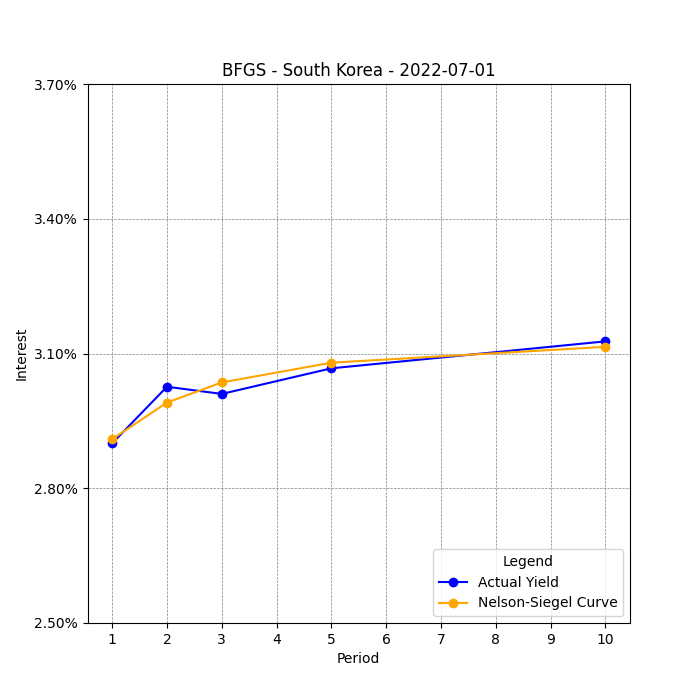 BFGS - South Korea - 2022-07-01
3.70%
3.40%
3.10%
2.80%
2.50%
Interest
1 2 3 4 5 6 7 8 9 10
Period
Legend
Actual Yield
Nelson-Siegel Curve